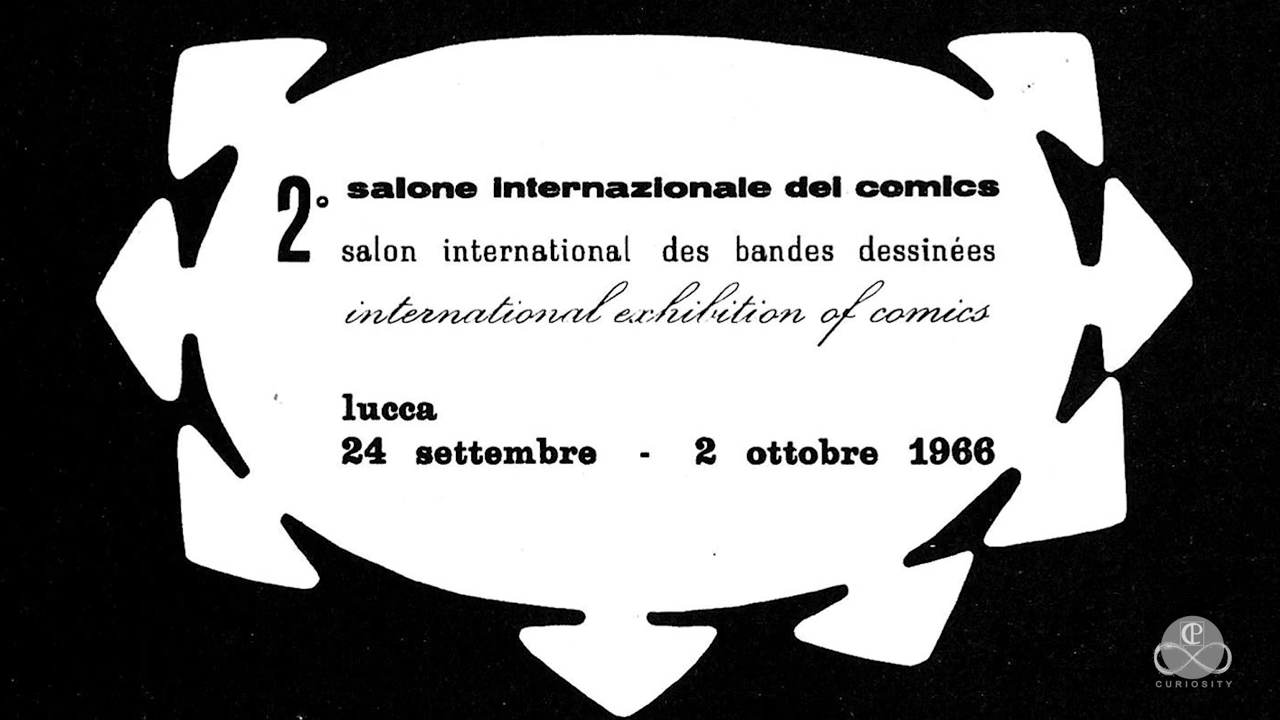 2° salone internazionale dei comics
salon international des bandes dessinées
international exhibition of comics
lucca
24 settembre - 2 ottobre 1966
CP
CURIOSITY